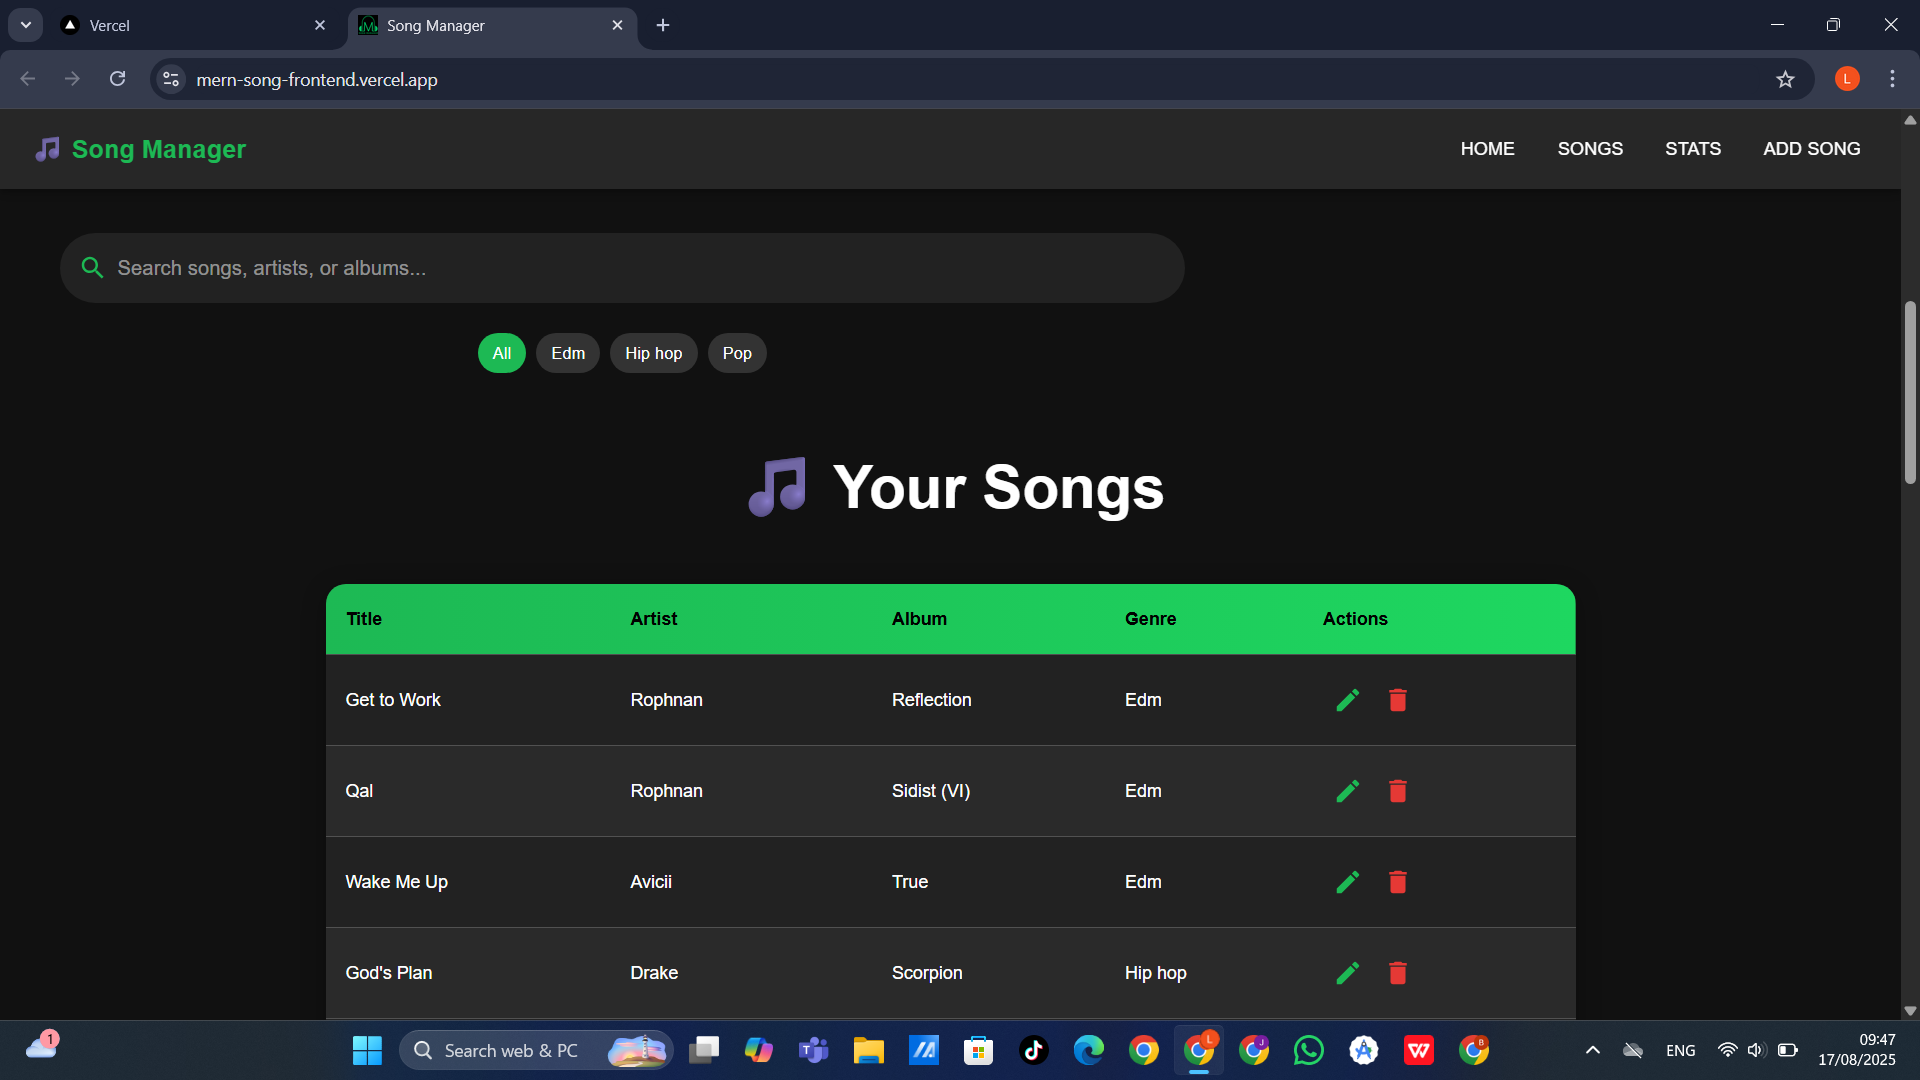 Vercel
Song Manager
mern-song-frontend.vercel.app
L
Song Manager
HOME SONGS STATS ADD SONG
Search songs, artists, or albums...
All Edm Hip hop Pop
Your Songs
Title Artist Album Genre Actions
Get to Work Rophnan Reflection Edm
Qal Rophnan Sidist (VI) Edm
Wake Me Up Avicii True Edm
God's Plan Drake Scorpion Hip hop
1
Search web & PC
T
L
J
W
B
ENG
09:47
17/08/2025